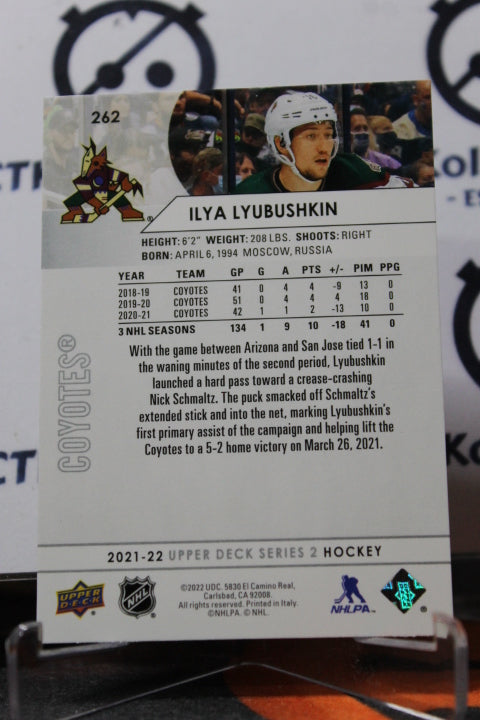 262
ILYA LYUBUSHKIN
HEIGHT: 6'2" WEIGHT: 208 LBS. SHOOTS: RIGHT
BORN: APRIL 6, 1994 MOSCOW, RUSSIA
YEAR TEAM GP G A PTS +/- PIM PPG
2018-19 COYOTES 41 0 4 4 -9 13 0
2019-20 COYOTES 51 0 4 4 4 18 0
2020-21 COYOTES 42 1 1 2 -13 10 0
3 NHL SEASONS 134 1 9 10 -18 41 0
With the game between Arizona and San Jose tied 1-1 in
the waning minutes of the second period, Lyubushkin
launched a hard pass toward a crease-crashing
Nick Schmaltz. The puck smacked off Schmaltz's
extended stick and into the net, marking Lyubushkin's
first primary assist of the campaign and helping lift the
Coyotes to a 5-2 home victory on March 26, 2021.
COYOTES®
2021-22 UPPER DECK SERIES 2 HOCKEY
UPPER DECK
NHL
©2022 UDC. 5830 El Camino Real,
Carlsbad, CA 92008.
All rights reserved. Printed in Italy.
©NHLPA. © NHL.
NHLPA